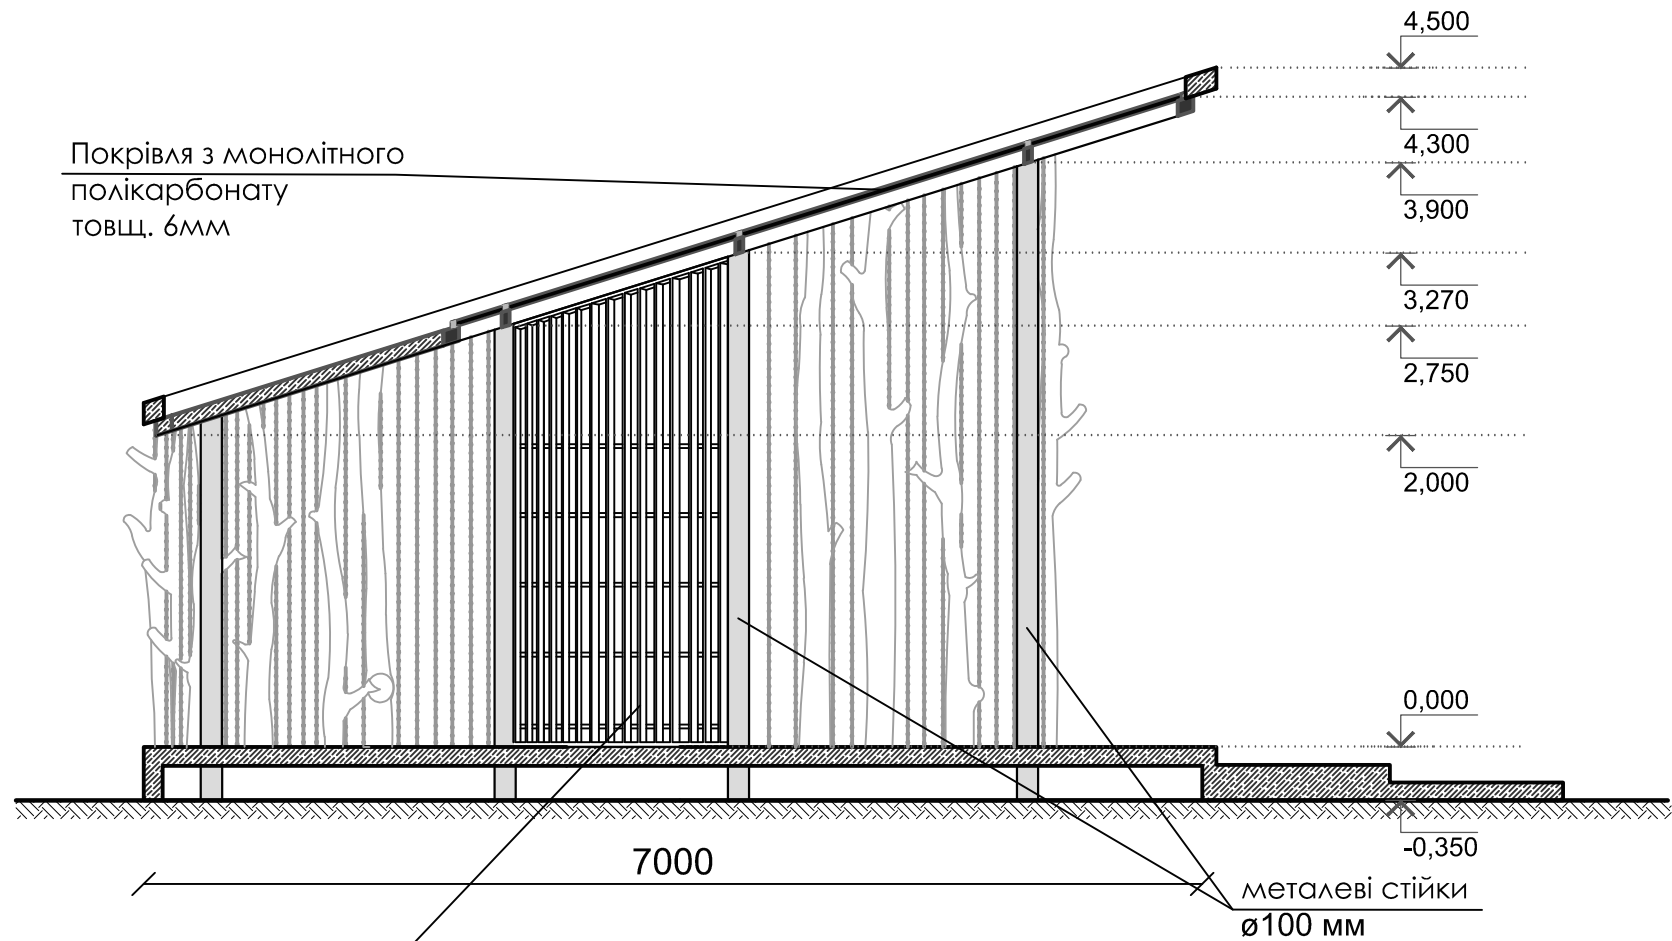 4,500
Покрівля з монолітного
полікарбонату
товщ. 6мм
4,300
3,900
3,270
2,750
2,000
0,000
-0,350
7000
металеві стійки
ø100 мм